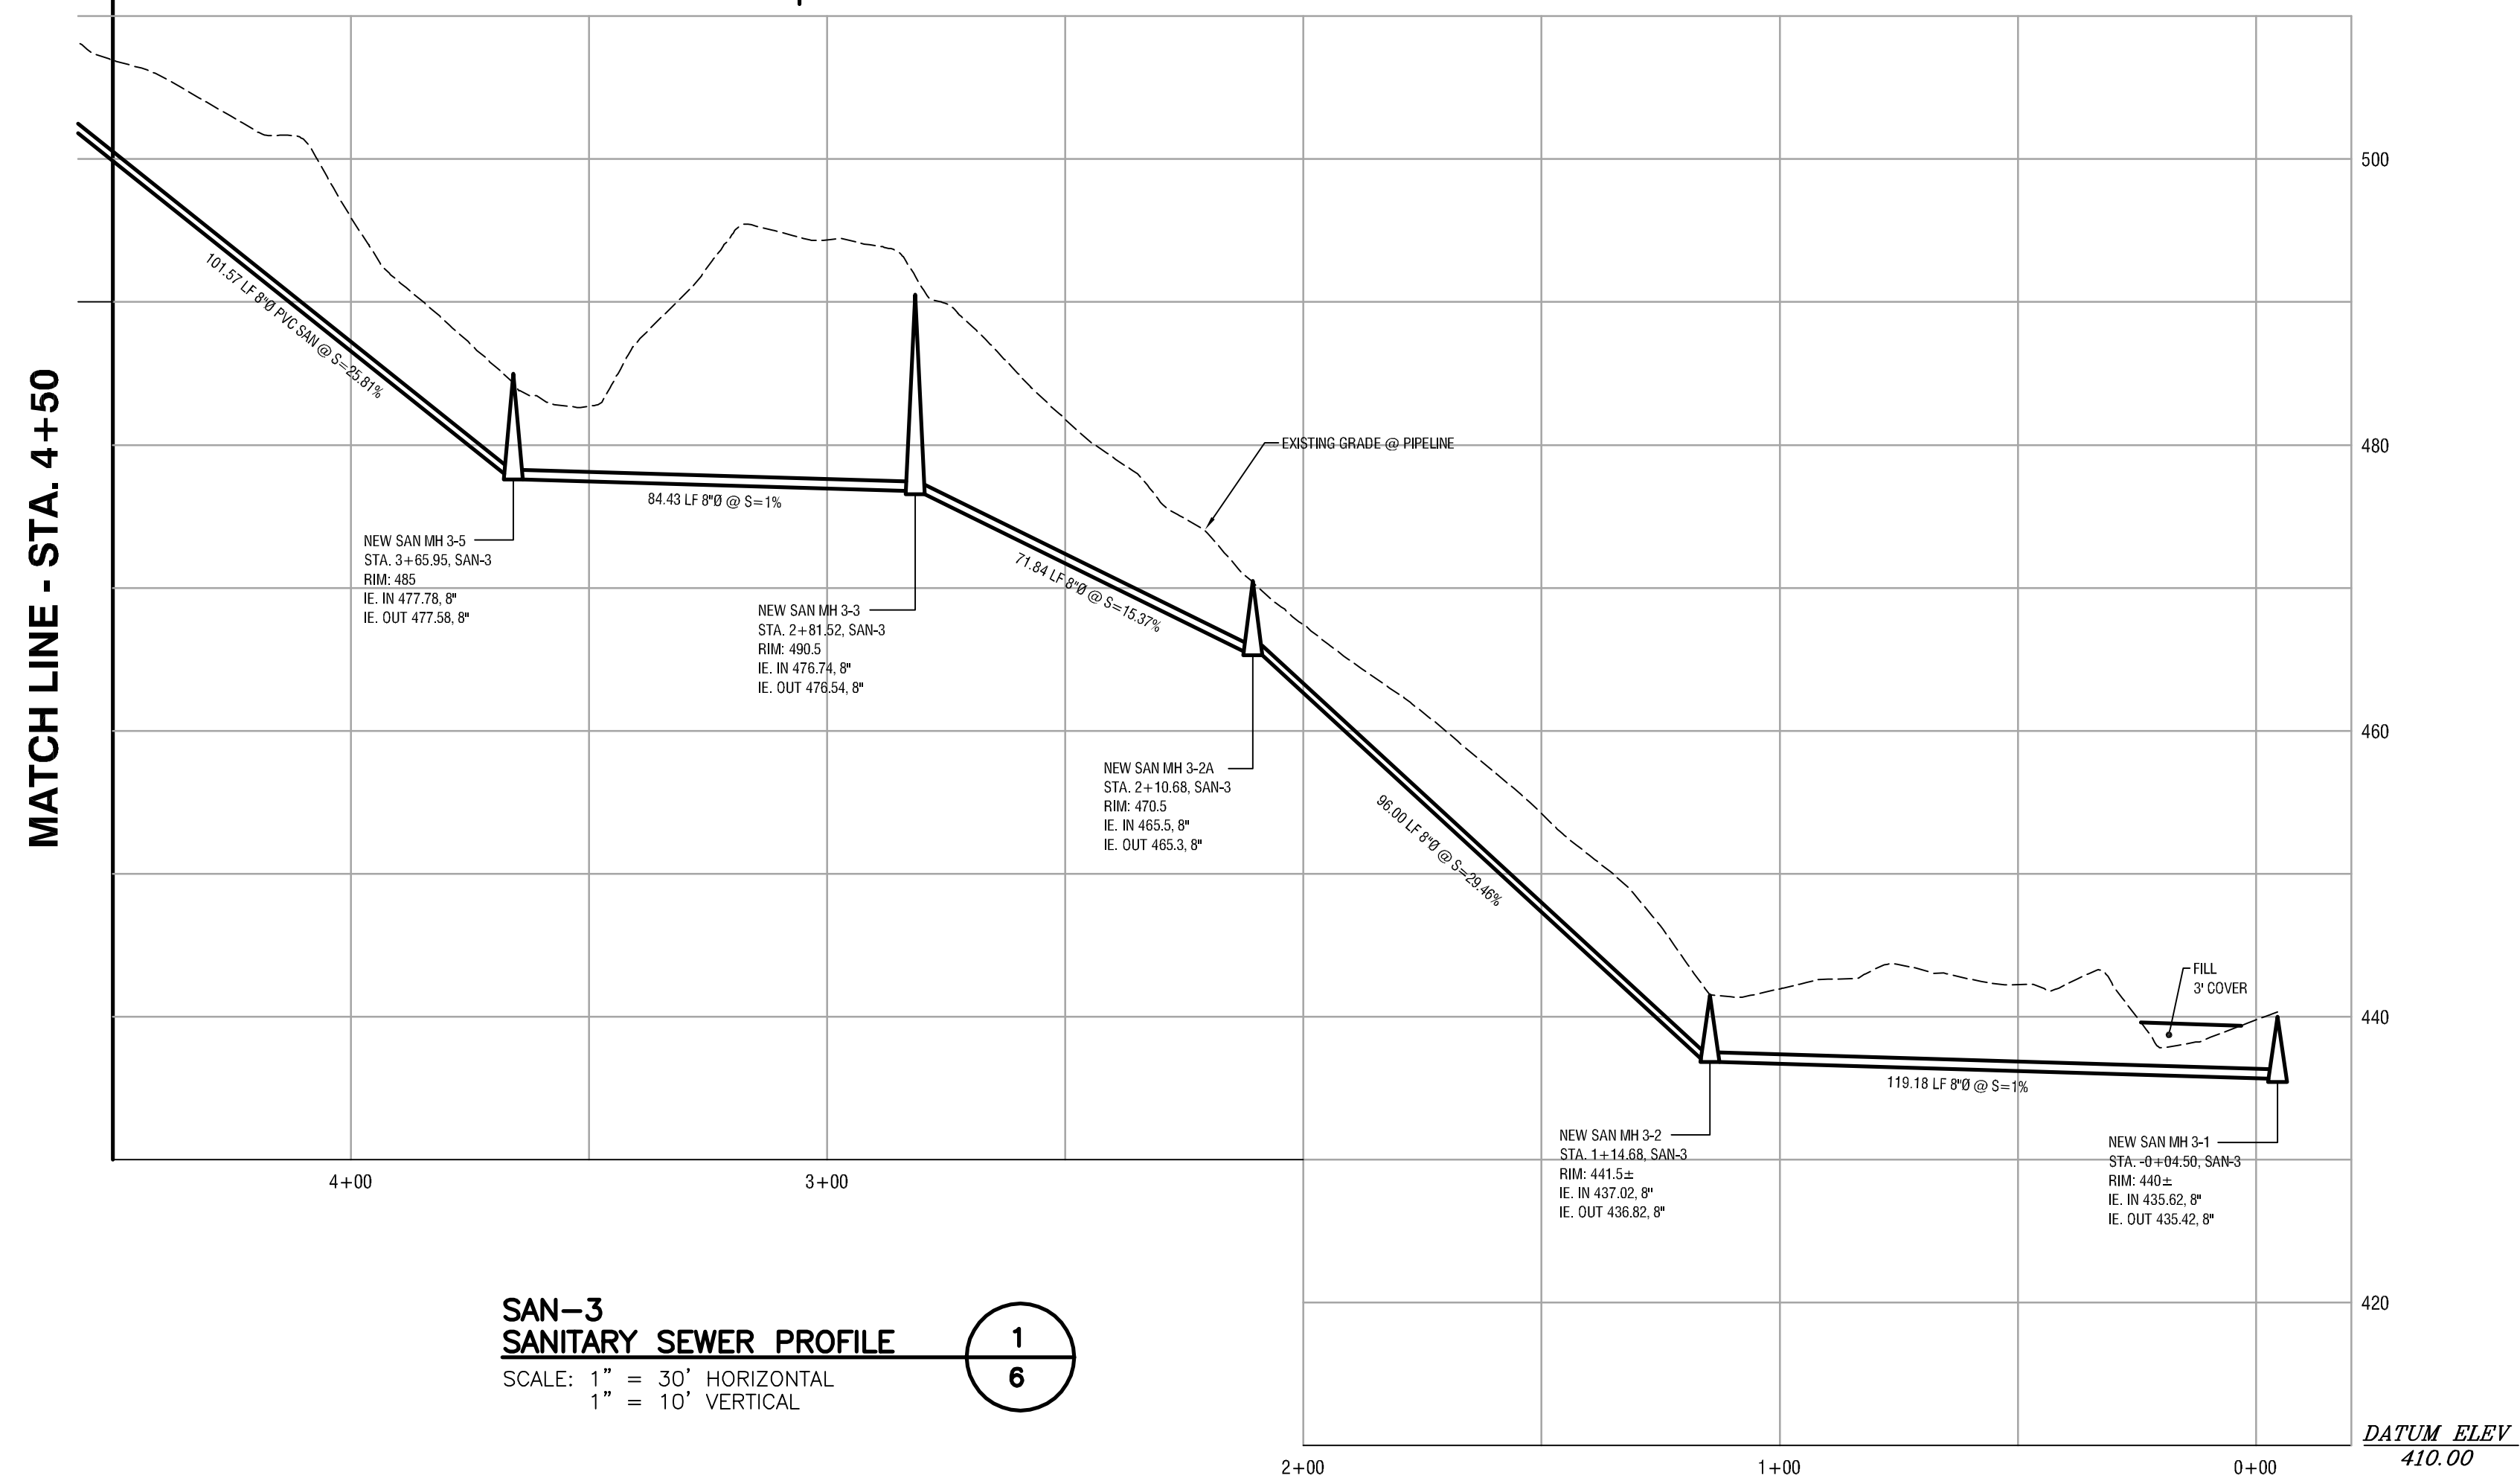 MATCH LINE - STA. 4+50
101.57 LF 8"Ø PVC SAN @ S=25.81%
84.43 LF 8"Ø @ S=1%
71.84 LF 8"Ø @ S=15.37%
96.00 LF 8"Ø @ S=29.46%
119.18 LF 8"Ø @ S=1%
EXISTING GRADE @ PIPELINE
FILL
3' COVER
NEW SAN MH 3-5
STA. 3+65.95, SAN-3
RIM: 485
IE. IN 477.78, 8"
IE. OUT 477.58, 8"
NEW SAN MH 3-3
STA. 2+81.52, SAN-3
RIM: 490.5
IE. IN 476.74, 8"
IE. OUT 476.54, 8"
NEW SAN MH 3-2A
STA. 2+10.68, SAN-3
RIM: 470.5
IE. IN 465.5, 8"
IE. OUT 465.3, 8"
NEW SAN MH 3-2
STA. 1+14.68, SAN-3
RIM: 441.5±
IE. IN 437.02, 8"
IE. OUT 436.82, 8"
NEW SAN MH 3-1
STA. -0+04.50, SAN-3
RIM: 440±
IE. IN 435.62, 8"
IE. OUT 435.42, 8"
500
480
460
440
420
4+00
3+00
2+00
1+00
0+00
DATUM ELEV
410.00
SAN-3
SANITARY SEWER PROFILE
SCALE: 1" = 30' HORIZONTAL
1" = 10' VERTICAL
1
6